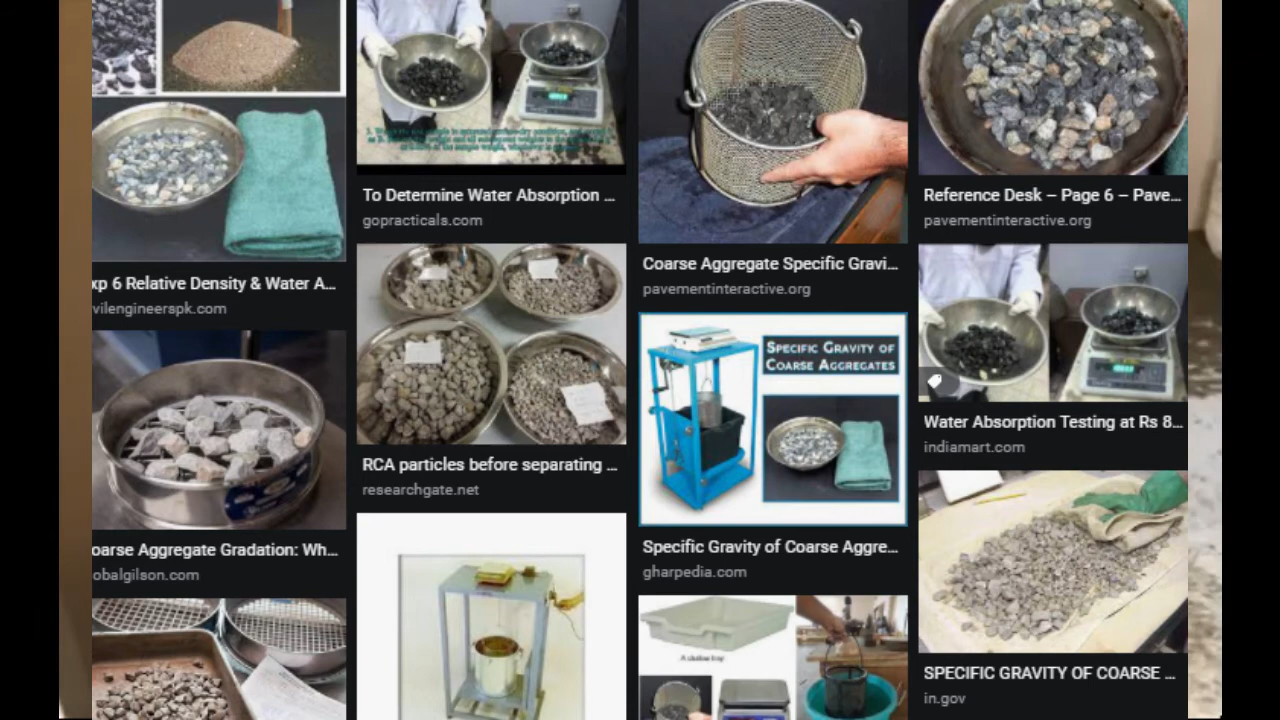 xp 6 Relative Density & Water A...
vilengineerspk.com
oarse Aggregate Gradation: Wh...
obalgilson.com
To Determine Water Absorption ...
gopracticals.com
RCA particles before separating ...
researchgate.net
Coarse Aggregate Specific Gravi...
pavementinteractive.org
SPECIFIC GRAVITY OF
COARSE AGGREGATES
Specific Gravity of Coarse Aggre...
gharpedia.com
A shallow tray
Reference Desk – Page 6 – Pave...
pavementinteractive.org
Water Absorption Testing at Rs 8...
indiamart.com
SPECIFIC GRAVITY OF COARSE ...
in.gov